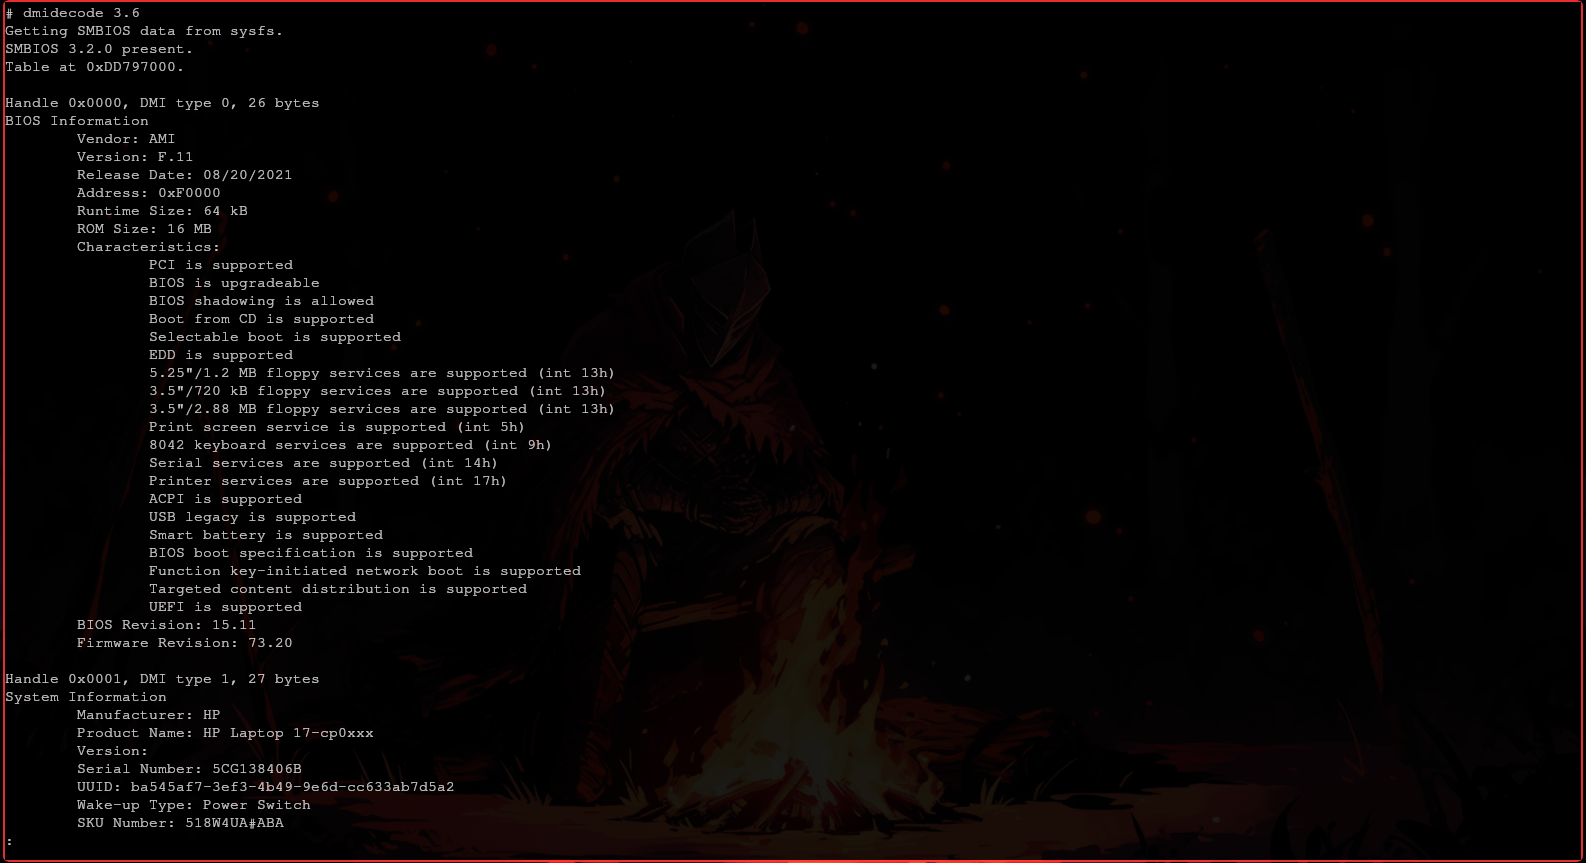 # dmidecode 3.6
Getting SMBIOS data from sysfs.
SMBIOS 3.2.0 present.
Table at 0xDD797000.

Handle 0x0000, DMI type 0, 26 bytes
BIOS Information
        Vendor: AMI
        Version: F.11
        Release Date: 08/20/2021
        Address: 0xF0000
        Runtime Size: 64 kB
        ROM Size: 16 MB
        Characteristics:
                PCI is supported
                BIOS is upgradeable
                BIOS shadowing is allowed
                Boot from CD is supported
                Selectable boot is supported
                EDD is supported
                5.25"/1.2 MB floppy services are supported (int 13h)
                3.5"/720 kB floppy services are supported (int 13h)
                3.5"/2.88 MB floppy services are supported (int 13h)
                Print screen service is supported (int 5h)
                8042 keyboard services are supported (int 9h)
                Serial services are supported (int 14h)
                Printer services are supported (int 17h)
                ACPI is supported
                USB legacy is supported
                Smart battery is supported
                BIOS boot specification is supported
                Function key-initiated network boot is supported
                Targeted content distribution is supported
                UEFI is supported
        BIOS Revision: 15.11
        Firmware Revision: 73.20

Handle 0x0001, DMI type 1, 27 bytes
System Information
        Manufacturer: HP
        Product Name: HP Laptop 17-cp0xxx
        Version:
        Serial Number: 5CG138406B
        UUID: ba545af7-3ef3-4b49-9e6d-cc633ab7d5a2
        Wake-up Type: Power Switch
        SKU Number: 518W4UA#ABA
: